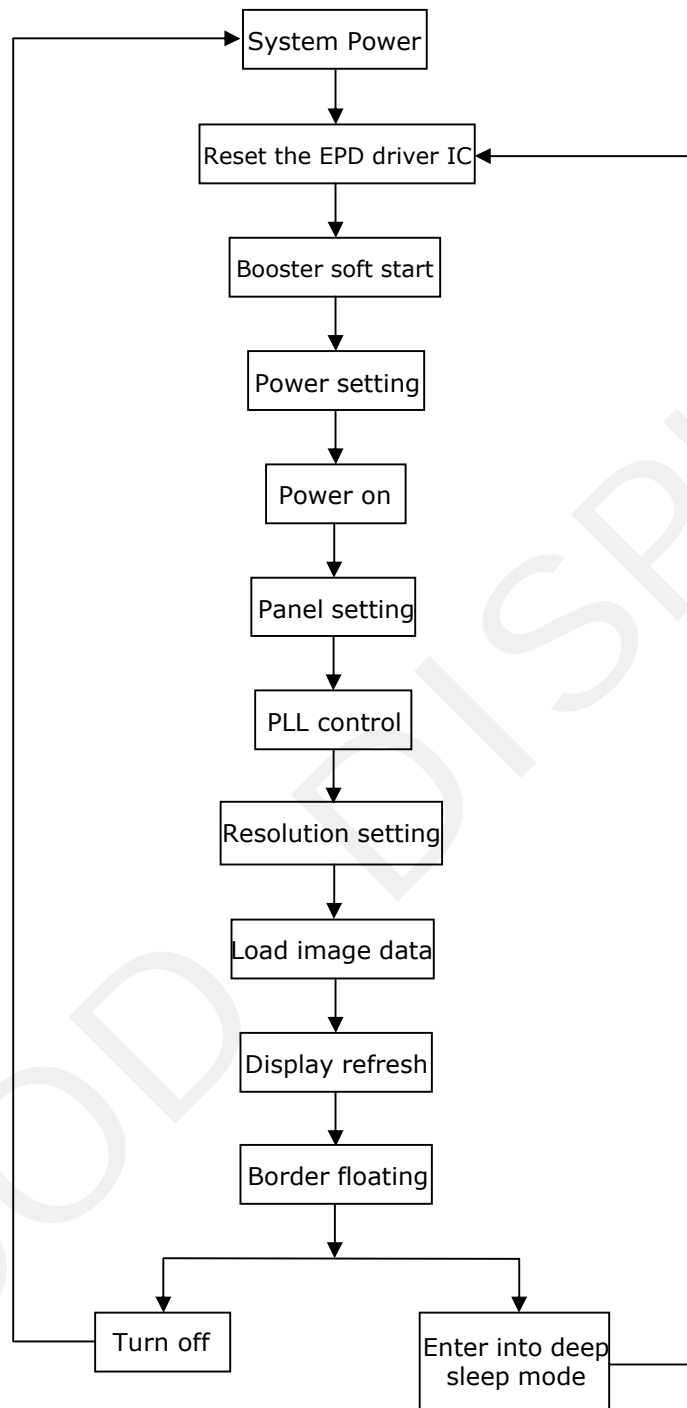 System Power
Reset the EPD driver IC
Booster soft start
Power setting
Power on
Panel setting
PLL control
Resolution setting
Load image data
Display refresh
Border floating
Turn off
Enter into deep
sleep mode